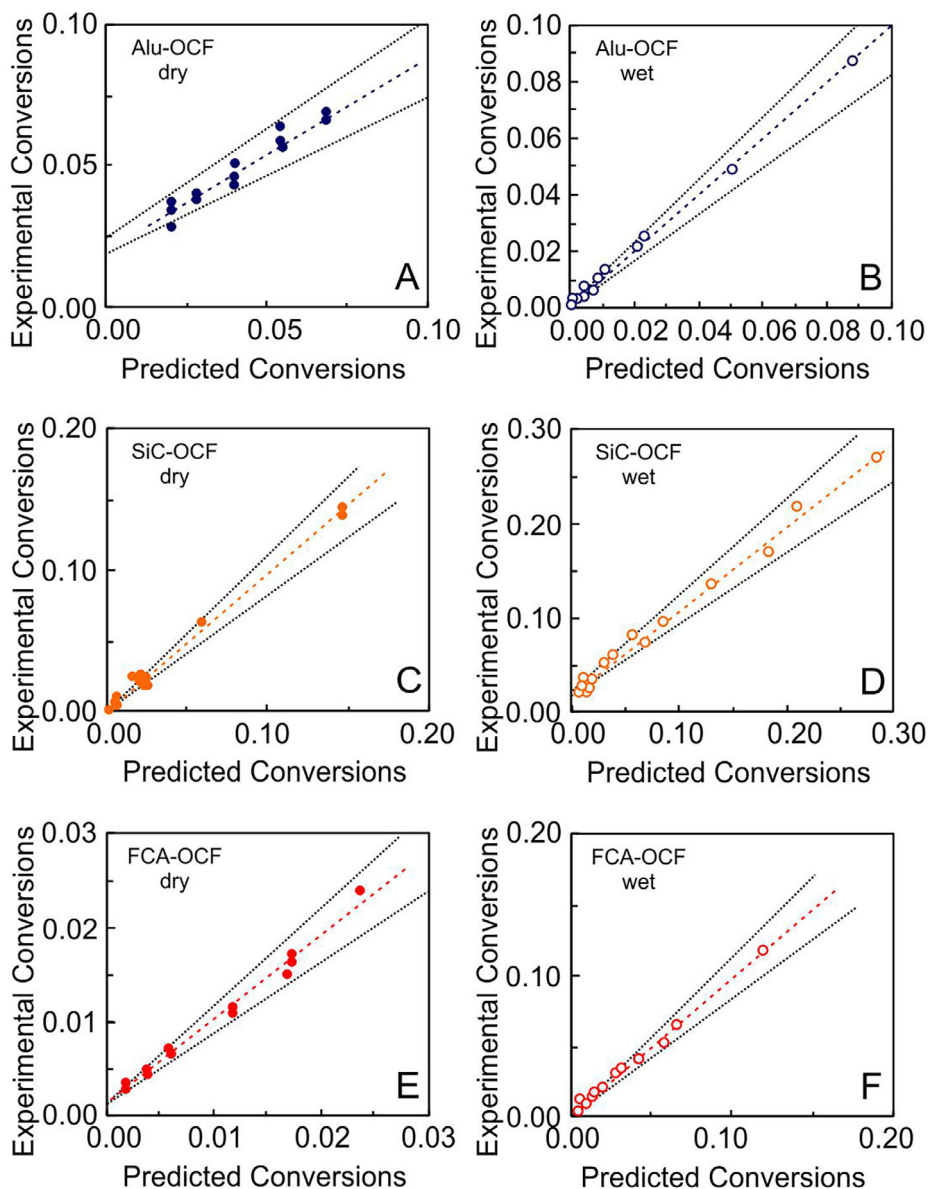 Experimental Conversions
0.10
0.05
0.00
Alu-OCF
dry
A
0.00
0.05
0.10
Predicted Conversions
Experimental Conversions
0.10
0.08
0.06
0.04
0.02
0.00
Alu-OCF
wet
B
0.00
0.02
0.04
0.06
0.08
0.10
Predicted Conversions
Experimental Conversions
0.20
0.10
0.00
SiC-OCF
dry
C
0.00
0.10
0.20
Predicted Conversions
Experimental Conversions
0.30
0.20
0.10
0.00
SiC-OCF
wet
D
0.00
0.10
0.20
0.30
Predicted Conversions
Experimental Conversions
0.03
0.02
0.01
0.00
FCA-OCF
dry
E
0.00
0.01
0.02
0.03
Predicted Conversions
Experimental Conversions
0.20
0.10
0.00
FCA-OCF
wet
F
0.00
0.10
0.20
Predicted Conversions